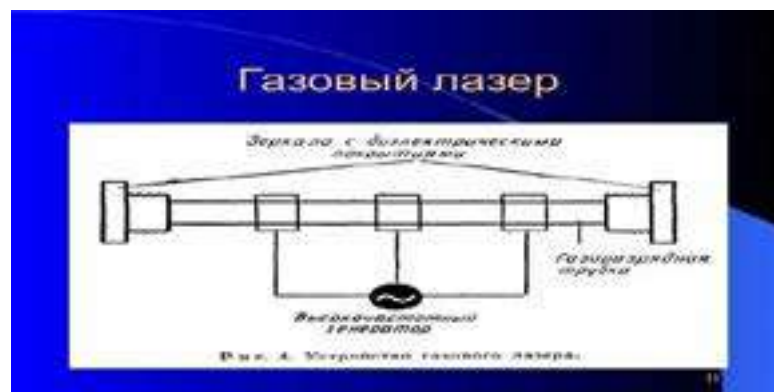 Газовый лазер
Зеркала с диэлектрическими
покрытиями
Газоразрядная
трубка
Высокочастотный
генератор
Рис. 4. Устройство газового лазера.